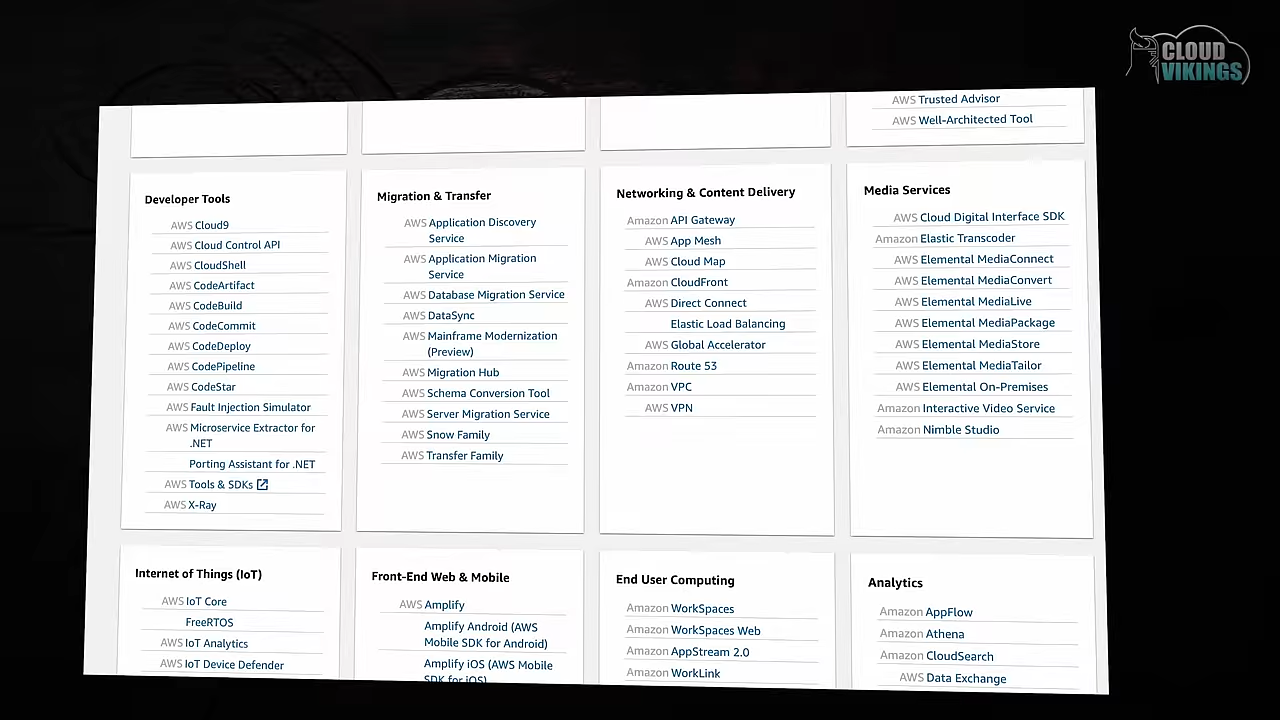 CLOUD
VIKINGS
AWS Trusted Advisor
AWS Well-Architected Tool
Developer Tools
AWS Cloud9
AWS Cloud Control API
AWS CloudShell
AWS CodeArtifact
AWS CodeBuild
AWS CodeCommit
AWS CodeDeploy
AWS CodePipeline
AWS CodeStar
AWS Fault Injection Simulator
AWS Microservice Extractor for
.NET
Porting Assistant for .NET
AWS Tools & SDKs
AWS X-Ray
Migration & Transfer
AWS Application Discovery
Service
AWS Application Migration
Service
AWS Database Migration Service
AWS DataSync
AWS Mainframe Modernization
(Preview)
AWS Migration Hub
AWS Schema Conversion Tool
AWS Server Migration Service
AWS Snow Family
AWS Transfer Family
Networking & Content Delivery
Amazon API Gateway
AWS App Mesh
AWS Cloud Map
Amazon CloudFront
AWS Direct Connect
Elastic Load Balancing
AWS Global Accelerator
Amazon Route 53
Amazon VPC
AWS VPN
Media Services
AWS Cloud Digital Interface SDK
Amazon Elastic Transcoder
AWS Elemental MediaConnect
AWS Elemental MediaConvert
AWS Elemental MediaLive
AWS Elemental MediaPackage
AWS Elemental MediaStore
AWS Elemental MediaTailor
AWS Elemental On-Premises
Amazon Interactive Video Service
Amazon Nimble Studio
Internet of Things (IoT)
AWS IoT Core
FreeRTOS
AWS IoT Analytics
AWS IoT Device Defender
Front-End Web & Mobile
AWS Amplify
Amplify Android (AWS
Mobile SDK for Android)
Amplify iOS (AWS Mobile
SDK for iOS)
End User Computing
Amazon WorkSpaces
Amazon WorkSpaces Web
Amazon AppStream 2.0
Amazon WorkLink
Analytics
Amazon AppFlow
Amazon Athena
Amazon CloudSearch
AWS Data Exchange